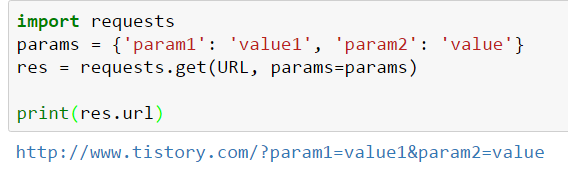 import requests
params = {'param1': 'value1', 'param2': 'value'}
res = requests.get(URL, params=params)
print(res.url)
http://www.tistory.com/?param1=value1&param2=value